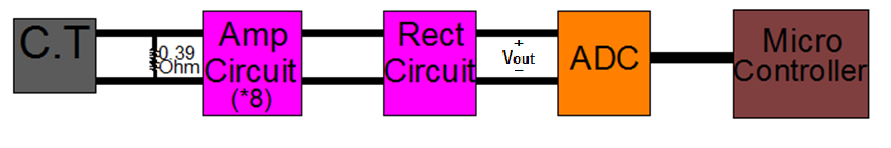 C.T
0.39
Ohm
Amp
Circuit
(*8)
Rect
Circuit
+
Vout
−
ADC
Micro
Controller